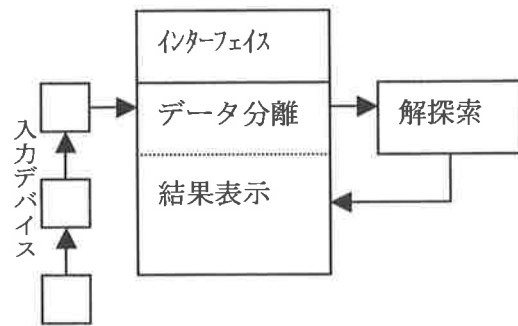 インターフェイス
データ分離
解探索
結果表示
入力デバイス